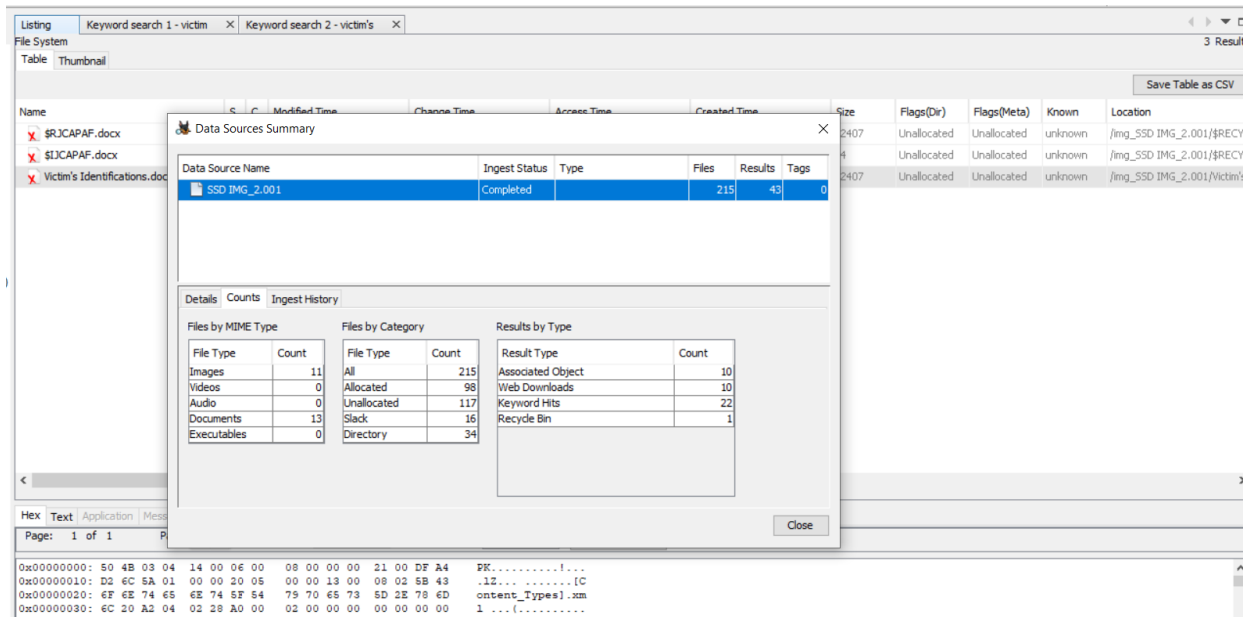 Listing Keyword search 1 - victim X Keyword search 2 - victim's X
File System
3 Result
Table Thumbnail
Save Table as CSV
Name S C Modified Time Change Time Access Time Created Time Size Flags(Dir) Flags(Meta) Known Location
$RJCAPAF.docx 2407 Unallocated Unallocated unknown /img_SSD IMG_2.001/$RECY
$IJCAPAF.docx 4 Unallocated Unallocated unknown /img_SSD IMG_2.001/$RECY
Victim's Identifications.doc 2407 Unallocated Unallocated unknown /img_SSD IMG_2.001/Victim's
Data Sources Summary
Data Source Name Ingest Status Type Files Results Tags
SSD IMG_2.001 Completed 215 43 0
Details Counts Ingest History
Files by MIME Type Files by Category Results by Type
File Type Count File Type Count Result Type Count
Images 11 All 215 Associated Object 10
Videos 0 Allocated 98 Web Downloads 10
Audio 0 Unallocated 117 Keyword Hits 22
Documents 13 Slack 16 Recycle Bin 1
Executables 0 Directory 34
Close
Hex Text Application Mess
Page: 1 of 1 P
0x00000000: 50 4B 03 04 14 00 06 00 08 00 00 00 21 00 DF A4 PK..........!...
0x00000010: D2 6C 5A 01 00 00 20 05 00 00 13 00 08 02 5B 43 .lZ... .......[C
0x00000020: 6F 6E 74 65 6E 74 5F 54 79 70 65 73 5D 2E 78 6D ontent_Types].xm
0x00000030: 6C 20 A2 04 02 28 A0 00 02 00 00 00 00 00 00 00 l ...(..........